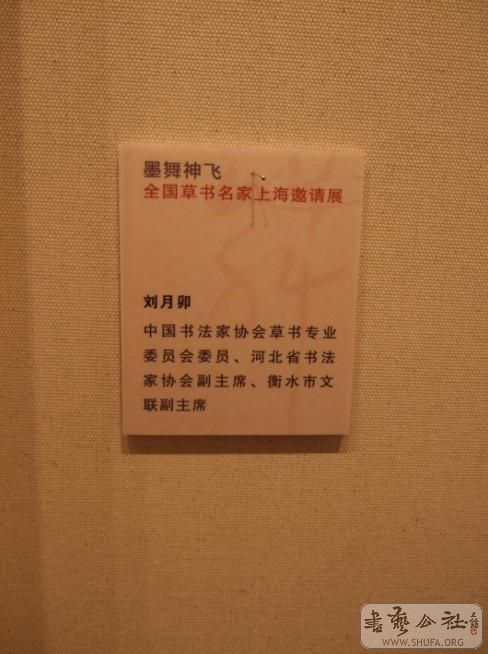 墨舞神飞
全国草书名家上海邀请展
刘月卯
中国书法家协会草书专业
委员会委员、河北省书法
家协会副主席、衡水市文
联副主席
書藝公社
WWW.SHUFA.ORG